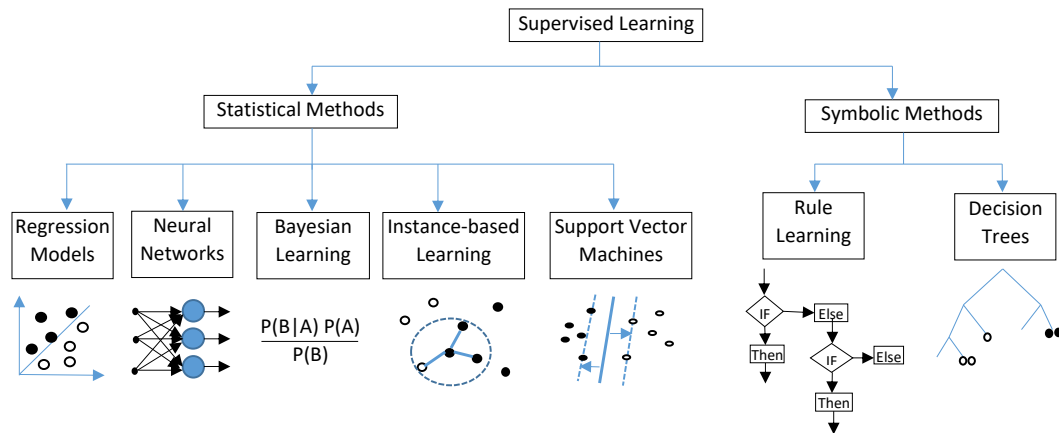 Supervised Learning
Statistical Methods
Symbolic Methods
Regression
Models
Neural
Networks
Bayesian
Learning
Instance-based
Learning
Support Vector
Machines
Rule
Learning
Decision
Trees
P(B|A) P(A)
P(B)
IF
Else
Then
IF
Else
Then